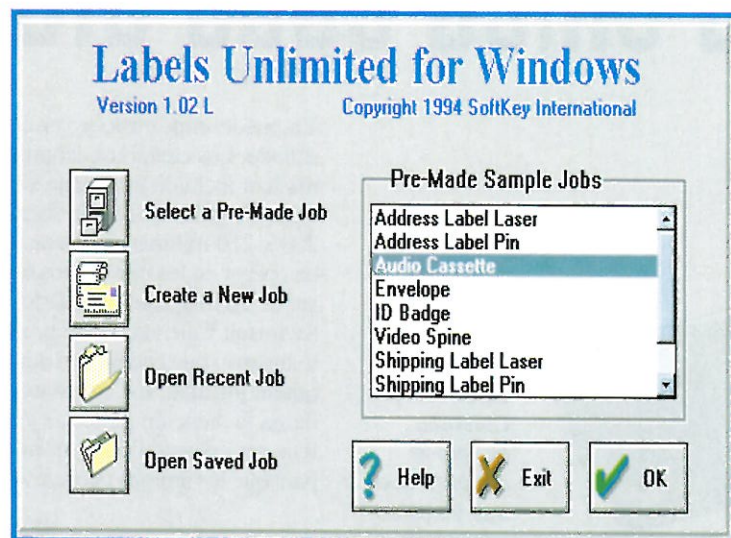 Labels Unlimited for Windows
Version 1.02 L
Copyright 1994 SoftKey International
Select a Pre-Made Job
Create a New Job
Open Recent Job
Open Saved Job
Pre-Made Sample Jobs
Address Label Laser
Address Label Pin
Audio Cassette
Envelope
ID Badge
Video Spine
Shipping Label Laser
Shipping Label Pin
Help
Exit
OK